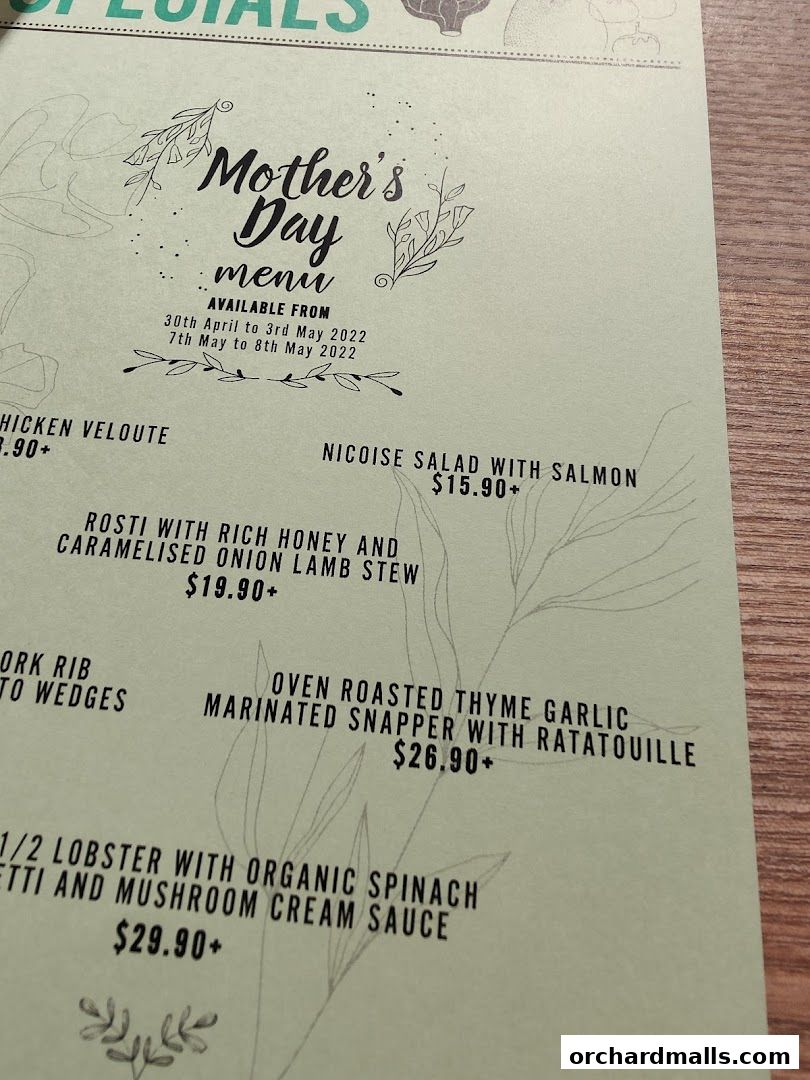 SPECIALS
Mother's
Day
menu
AVAILABLE FROM
30th April to 3rd May 2022
7th May to 8th May 2022
HICKEN VELOUTE
.90+
NICOISE SALAD WITH SALMON
$15.90+
ROSTI WITH RICH HONEY AND
CARAMELISED ONION LAMB STEW
$19.90+
ORK RIB
TO WEDGES
OVEN ROASTED THYME GARLIC
MARINATED SNAPPER WITH RATATOUILLE
$26.90+
1/2 LOBSTER WITH ORGANIC SPINACH
ETTI AND MUSHROOM CREAM SAUCE
$29.90+
orchardmalls.com